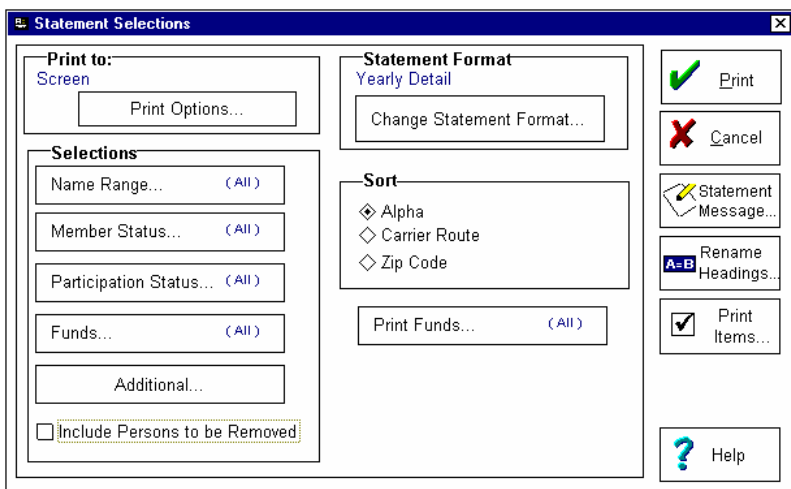 Statement Selections
Print to:
Screen
Print Options...
Selections
Name Range... (All)
Member Status... (All)
Participation Status... (All)
Funds... (All)
Additional...
Include Persons to be Removed
Statement Format
Yearly Detail
Change Statement Format...
Sort
Alpha
Carrier Route
Zip Code
Print Funds... (All)
Print
Cancel
Statement
Message...
A=B
Rename
Headings...
Print
Items...
? Help